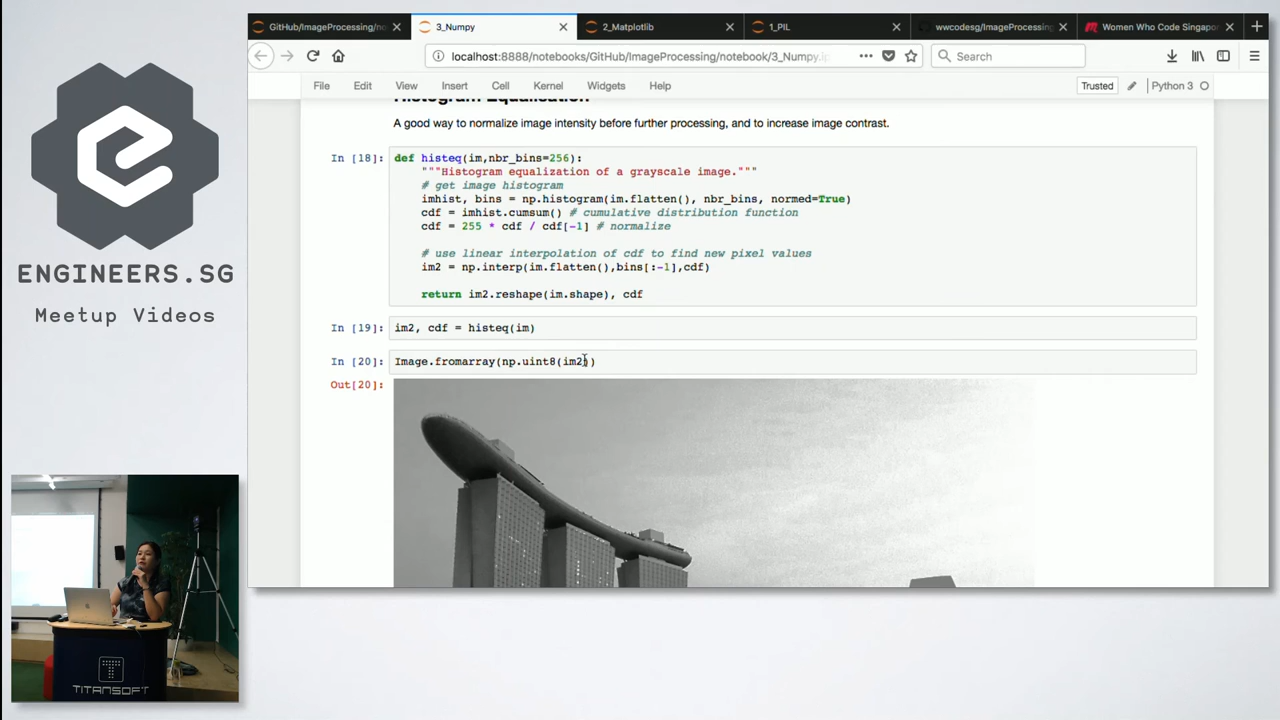 GitHub/ImageProcessing/no
3_Numpy
2_Matplotlib
1_PIL
wwcodesg/ImageProcessing
Women Who Code Singapo
localhost:8888/notebooks/GitHub/ImageProcessing/notebook/3_Numpy.i
Search
File Edit View Insert Cell Kernel Widgets Help
Trusted
Python 3
Histogram Equalisation
A good way to normalize image intensity before further processing, and to increase image contrast.
In [18]: def histeq(im,nbr_bins=256):
"""Histogram equalization of a grayscale image."""
# get image histogram
imhist, bins = np.histogram(im.flatten(), nbr_bins, normed=True)
cdf = imhist.cumsum() # cumulative distribution function
cdf = 255 * cdf / cdf[-1] # normalize
# use linear interpolation of cdf to find new pixel values
im2 = np.interp(im.flatten(),bins[:-1],cdf)
return im2.reshape(im.shape), cdf
In [19]: im2, cdf = histeq(im)
In [20]: Image.fromarray(np.uint8(im2))
Out[20]:
ENGINEERS.SG
Meetup Videos
TITANSOFT